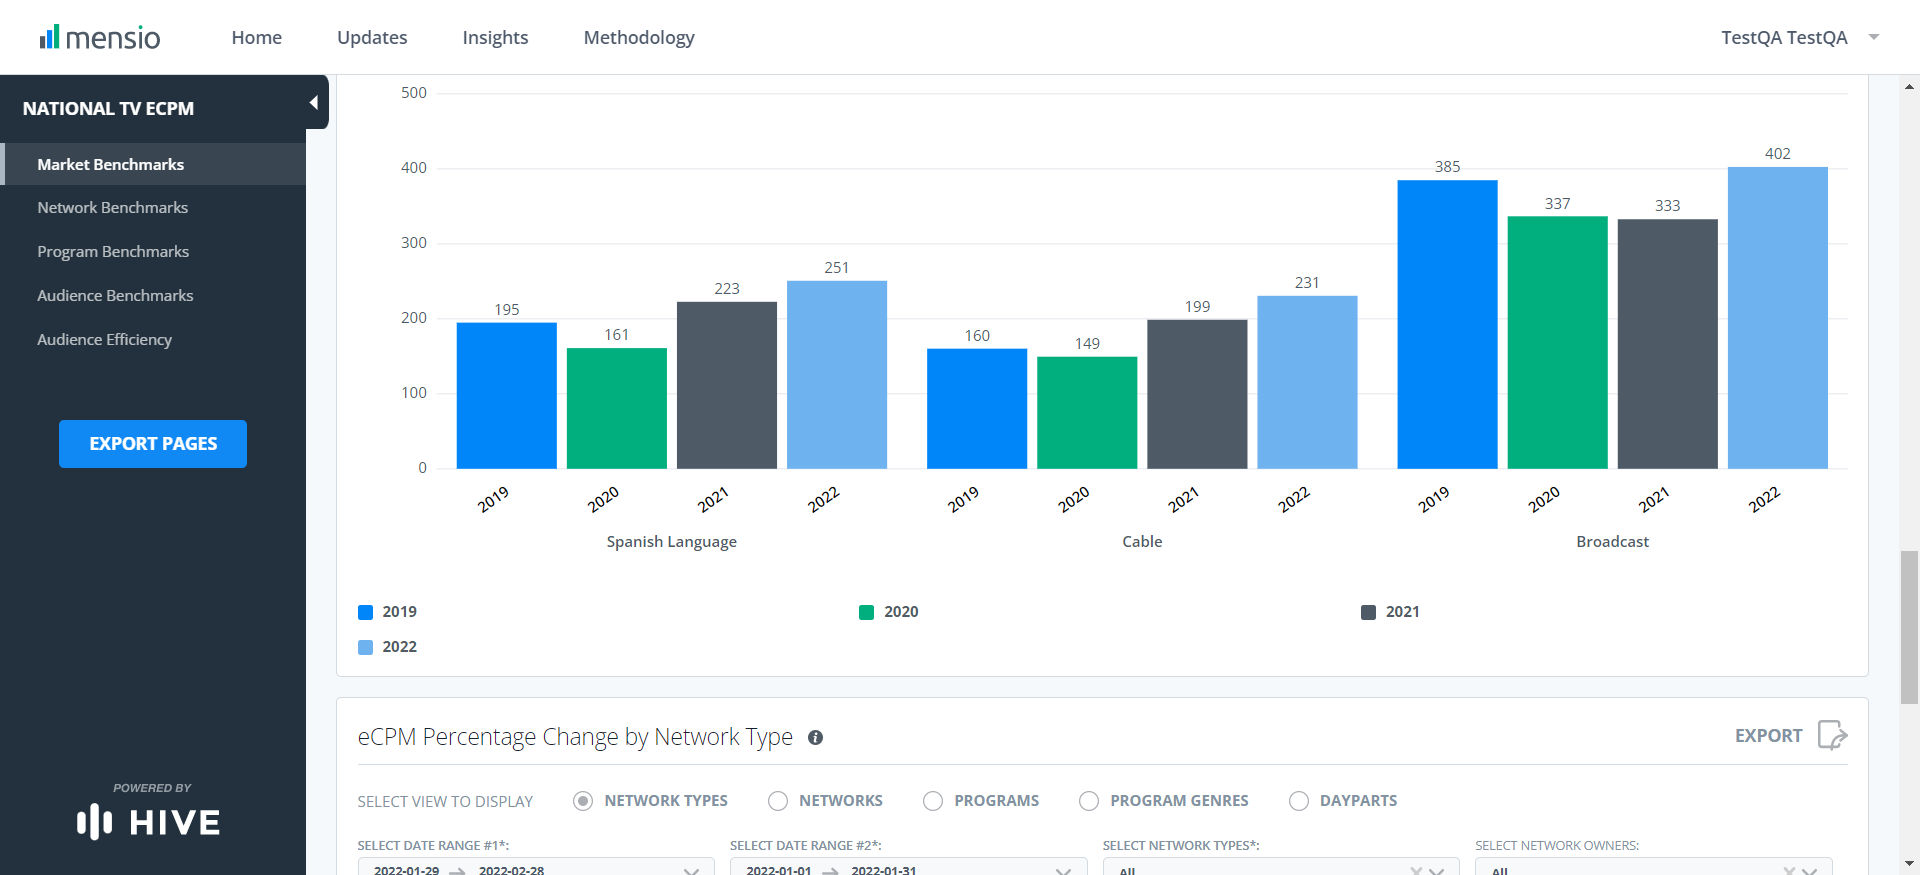 mensio
Home
Updates
Insights
Methodology
TestQA TestQA
NATIONAL TV ECPM
Market Benchmarks
Network Benchmarks
Program Benchmarks
Audience Benchmarks
Audience Efficiency
EXPORT PAGES
POWERED BY
HIVE
500
400
300
200
100
0
195
161
223
251
160
149
199
231
385
337
333
402
2019
2020
2021
2022
2019
2020
2021
2022
2019
2020
2021
2022
Spanish Language
Cable
Broadcast
2019
2020
2021
2022
eCPM Percentage Change by Network Type
EXPORT
SELECT VIEW TO DISPLAY
NETWORK TYPES
NETWORKS
PROGRAMS
PROGRAM GENRES
DAYPARTS
SELECT DATE RANGE #1*:
SELECT DATE RANGE #2*:
SELECT NETWORK TYPES*:
SELECT NETWORK OWNERS:
2022-01-29 → 2022-02-28
2022-01-01 → 2022-01-31
All
All